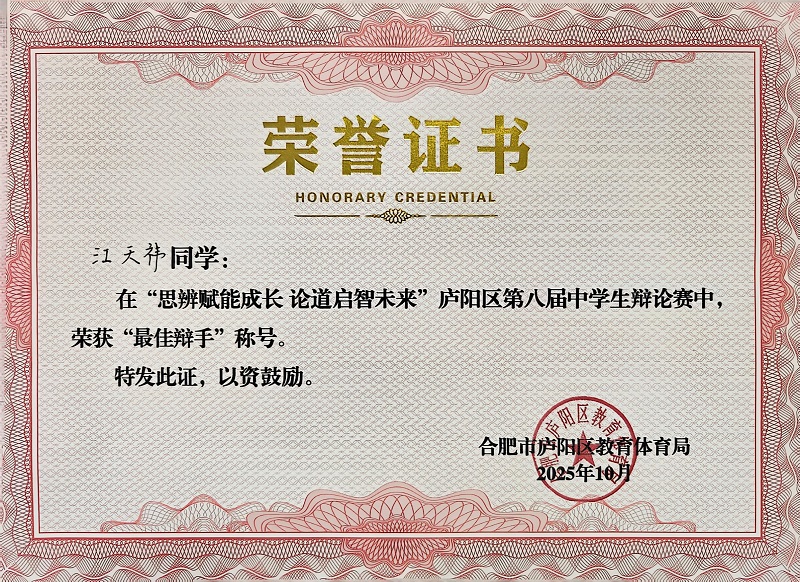 荣誉证书
HONORARY CREDENTIAL
江天祎同学：
在“思辨赋能成长 论道启智未来”庐阳区第八届中学生辩论赛中，
荣获“最佳辩手”称号。
特发此证，以资鼓励。
合肥市庐阳区教育体育局
2025年10月